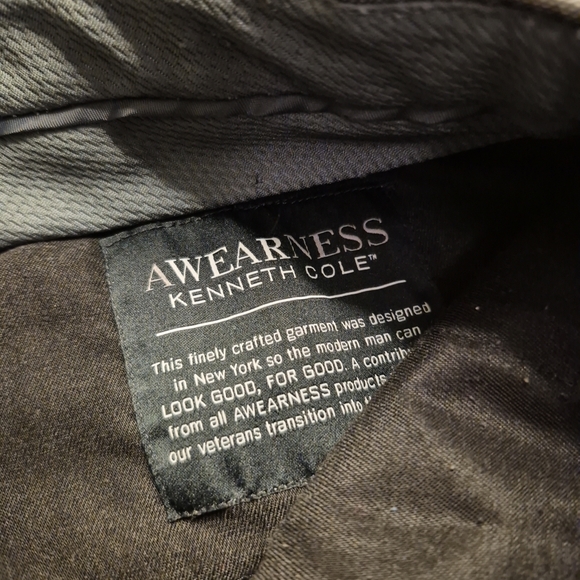 AWEARNESS
KENNETH COLE™
This finely crafted garment was designed
in New York so the modern man can
LOOK GOOD, FOR GOOD. A
from all AWEARNESS products
our veterans transition into